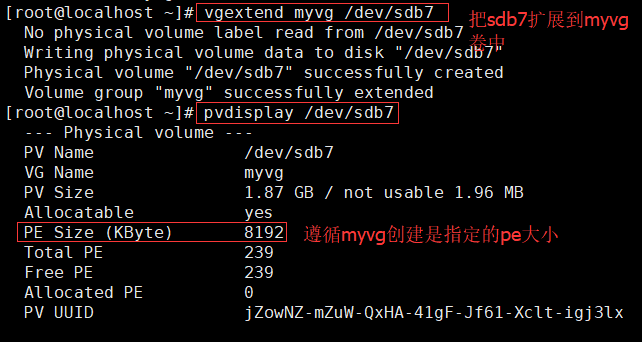 [root@localhost ~]# vgextend myvg /dev/sdb7
把sdb7扩展到myvg
卷中
No physical volume label read from /dev/sdb7
Writing physical volume data to disk "/dev/sdb7"
Physical volume "/dev/sdb7" successfully created
Volume group "myvg" successfully extended
[root@localhost ~]# pvdisplay /dev/sdb7
--- Physical volume ---
PV Name /dev/sdb7
VG Name myvg
PV Size 1.87 GB / not usable 1.96 MB
Allocatable yes
PE Size (KByte) 8192 遵循myvg创建是指定的pe大小
Total PE 239
Free PE 239
Allocated PE 0
PV UUID jZowNZ-mZuW-QxHA-41gF-Jf61-Xclt-igj3lx